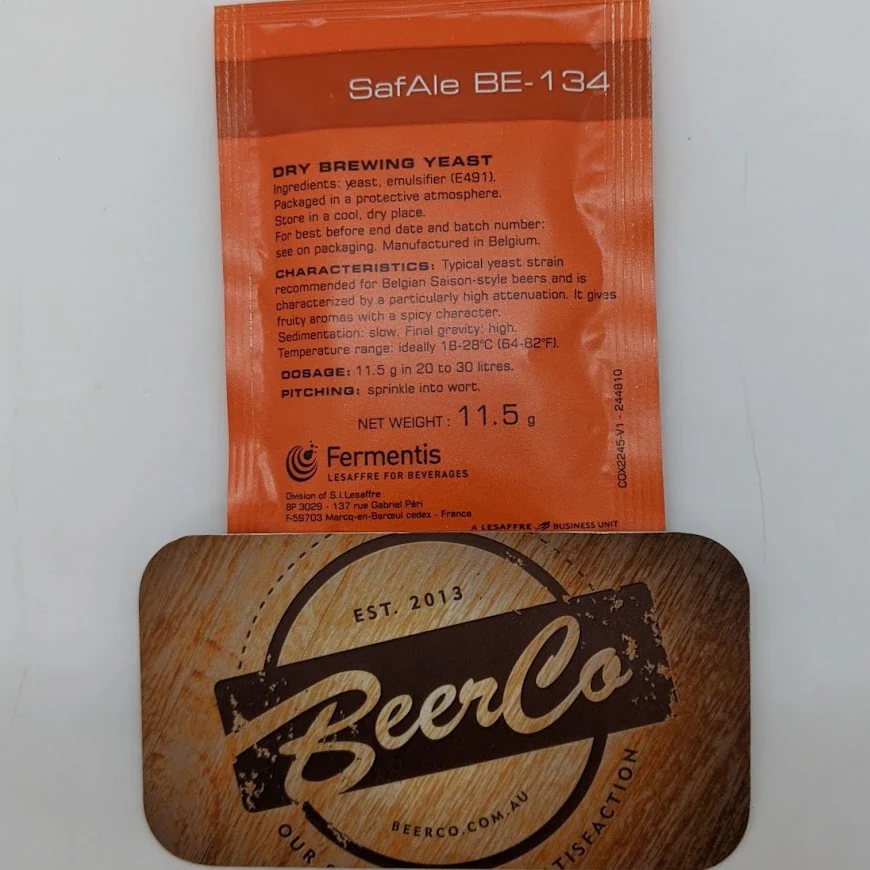 SafAle BE-134
DRY BREWING YEAST
Ingredients: yeast, emulsifier (E491).
Packaged in a protective atmosphere.
Store in a cool, dry place.
For best before end date and batch number:
see on packaging. Manufactured in Belgium.
CHARACTERISTICS: Typical yeast strain
recommended for Belgian Saison-style beers and is
characterized by a particularly high attenuation. It gives
fruity aromas with a spicy character.
Sedimentation: slow. Final gravity: high.
Temperature range: ideally 18-28°C (64-82°F).
DOSAGE: 11.5 g in 20 to 30 litres.
PITCHING: sprinkle into wort.
NET WEIGHT : 11.5 g
COX2245-V1 - 244610
Fermentis
LESAFFRE FOR BEVERAGES
Division of S.I.Lesaffre
BP 3029 - 137 rue Gabriel Péri
F-59703 Marcq-en-Barœul cedex - France
A LESAFFRE BUSINESS UNIT
EST. 2013
BeerCo
BEERCO.COM.AU
OUR
TISFACTION